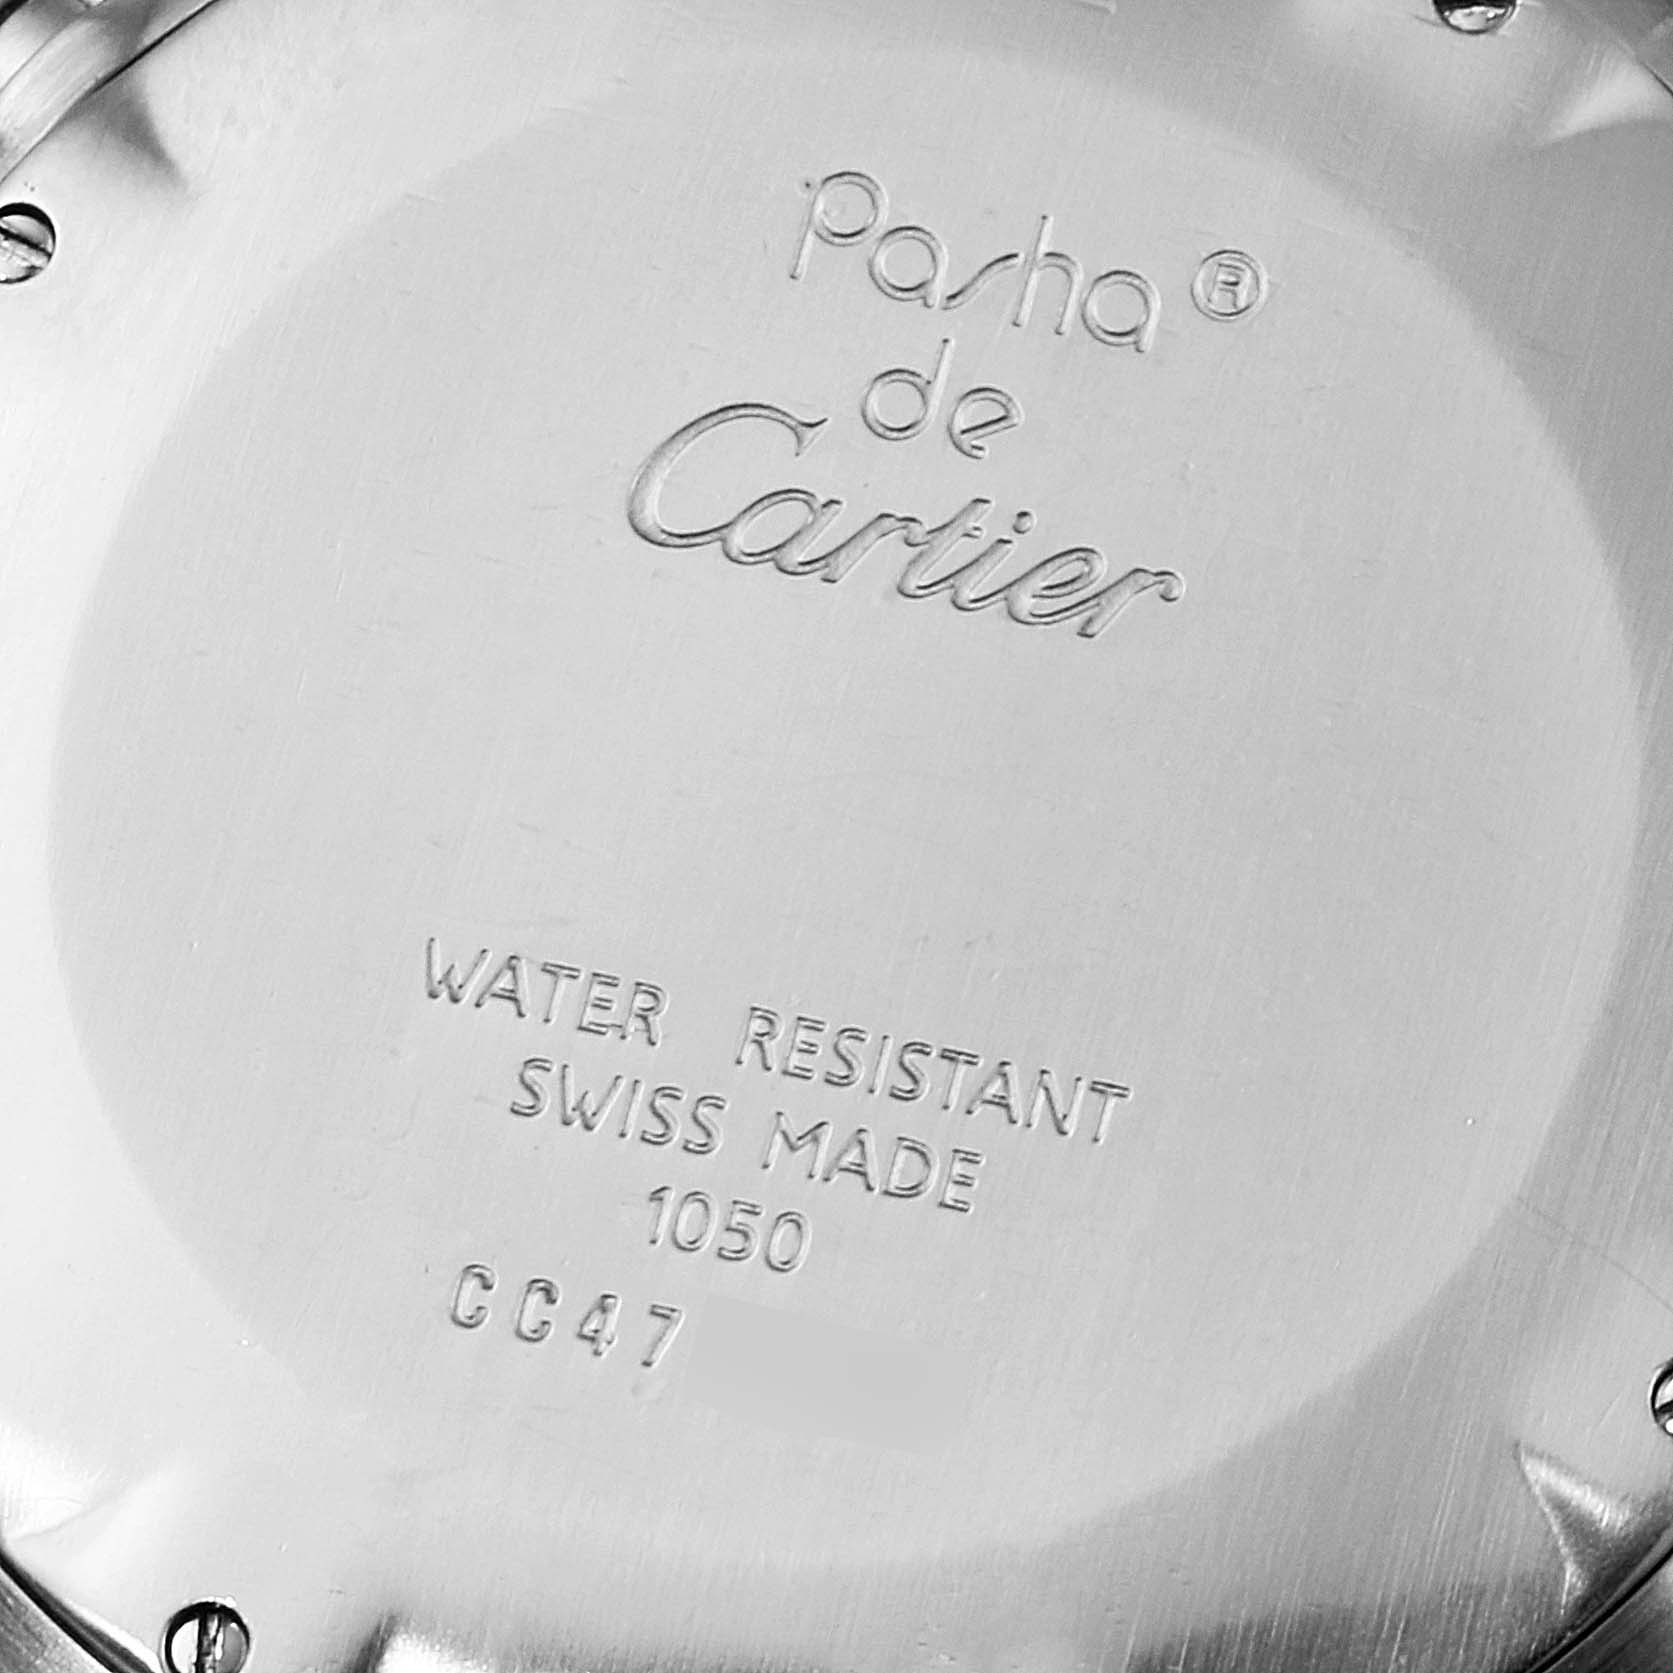 Pasha ®
de
Cartier
WATER RESISTANT
SWISS MADE
1050
CC47